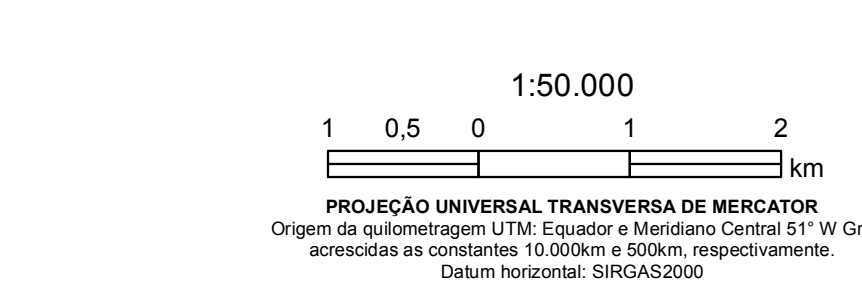 1:50.000
1 0,5 0 1 2
km
PROJEÇÃO UNIVERSAL TRANSVERSA DE MERCATOR
Origem da quilometragem UTM: Equador e Meridiano Central 51° W Gr
acrescidas as constantes 10.000km e 500km, respectivamente.
Datum horizontal: SIRGAS2000